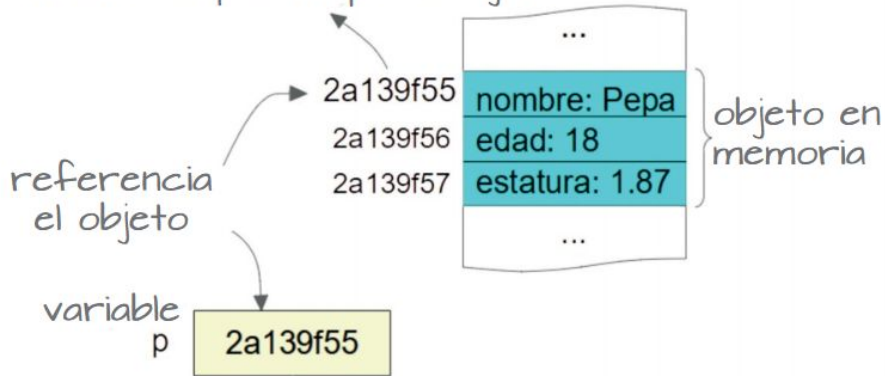 ...
2a139f55
nombre: Pepa
2a139f56
edad: 18
2a139f57
estatura: 1.87
...
objeto en
memoria
referencia
el objeto
variable
p
2a139f55